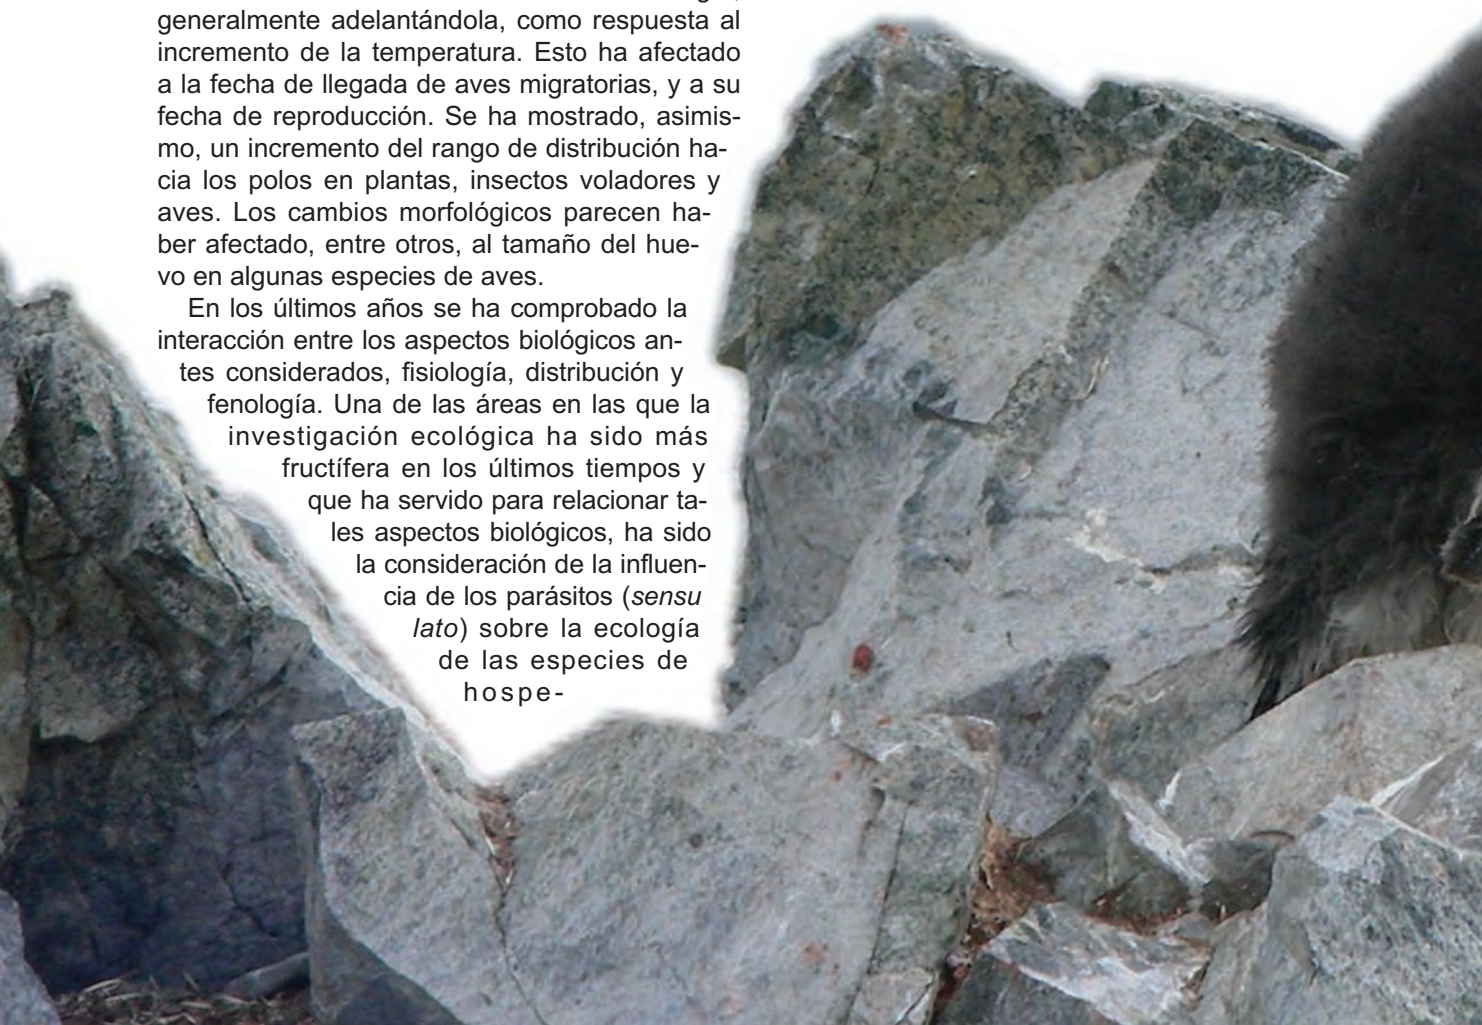 generalmente adelantándola, como respuesta al
incremento de la temperatura. Esto ha afectado
a la fecha de llegada de aves migratorias, y a su
fecha de reproducción. Se ha mostrado, asimis-
mo, un incremento del rango de distribución ha-
cia los polos en plantas, insectos voladores y
aves. Los cambios morfológicos parecen ha-
ber afectado, entre otros, al tamaño del hue-
vo en algunas especies de aves.
En los últimos años se ha comprobado la
interacción entre los aspectos biológicos an-
tes considerados, fisiología, distribución y
fenología. Una de las áreas en las que la
investigación ecológica ha sido más
fructífera en los últimos tiempos y
que ha servido para relacionar ta-
les aspectos biológicos, ha sido
la consideración de la influen-
cia de los parásitos (sensu
lato) sobre la ecología
de las especies de
hospe-